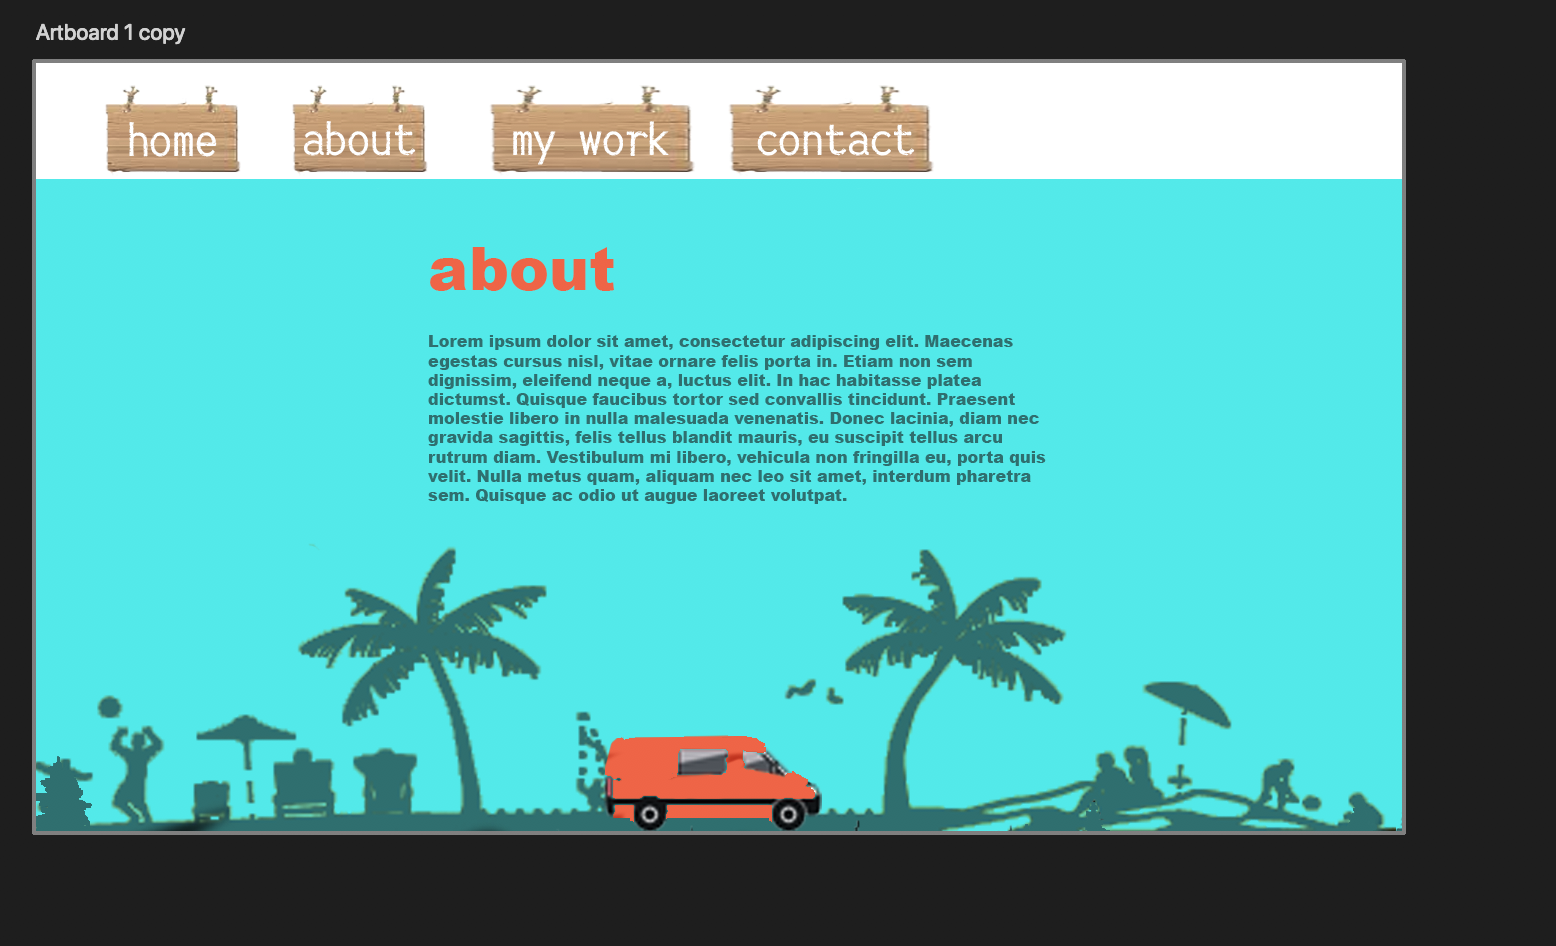 Artboard 1 copy
home about my work contact
about
Lorem ipsum dolor sit amet, consectetur adipiscing elit. Maecenas
egestas cursus nisl, vitae ornare felis porta in. Etiam non sem
dignissim, eleifend neque a, luctus elit. In hac habitasse platea
dictumst. Quisque faucibus tortor sed convallis tincidunt. Praesent
molestie libero in nulla malesuada venenatis. Donec lacinia, diam nec
gravida sagittis, felis tellus blandit mauris, eu suscipit tellus arcu
rutrum diam. Vestibulum mi libero, vehicula non fringilla eu, porta quis
velit. Nulla metus quam, aliquam nec leo sit amet, interdum pharetra
sem. Quisque ac odio ut augue laoreet volutpat.